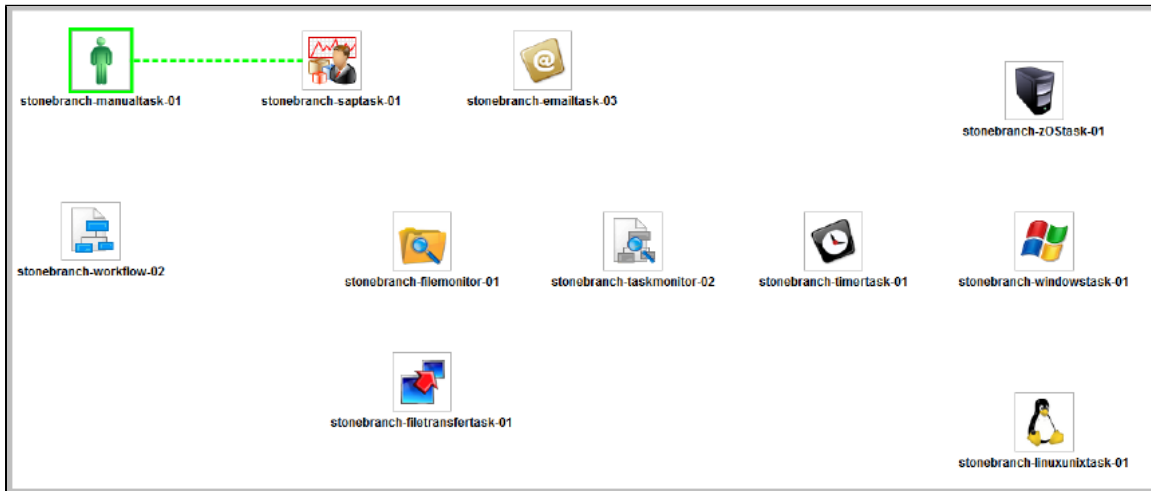 stonebranch-manualtask-01
stonebranch-saptask-01
stonebranch-emailtask-03
stonebranch-zOStask-01
stonebranch-workflow-02
stonebranch-filemonitor-01
stonebranch-taskmonitor-02
stonebranch-timertask-01
stonebranch-windowstask-01
stonebranch-filetransfertask-01
stonebranch-linuxunixtask-01